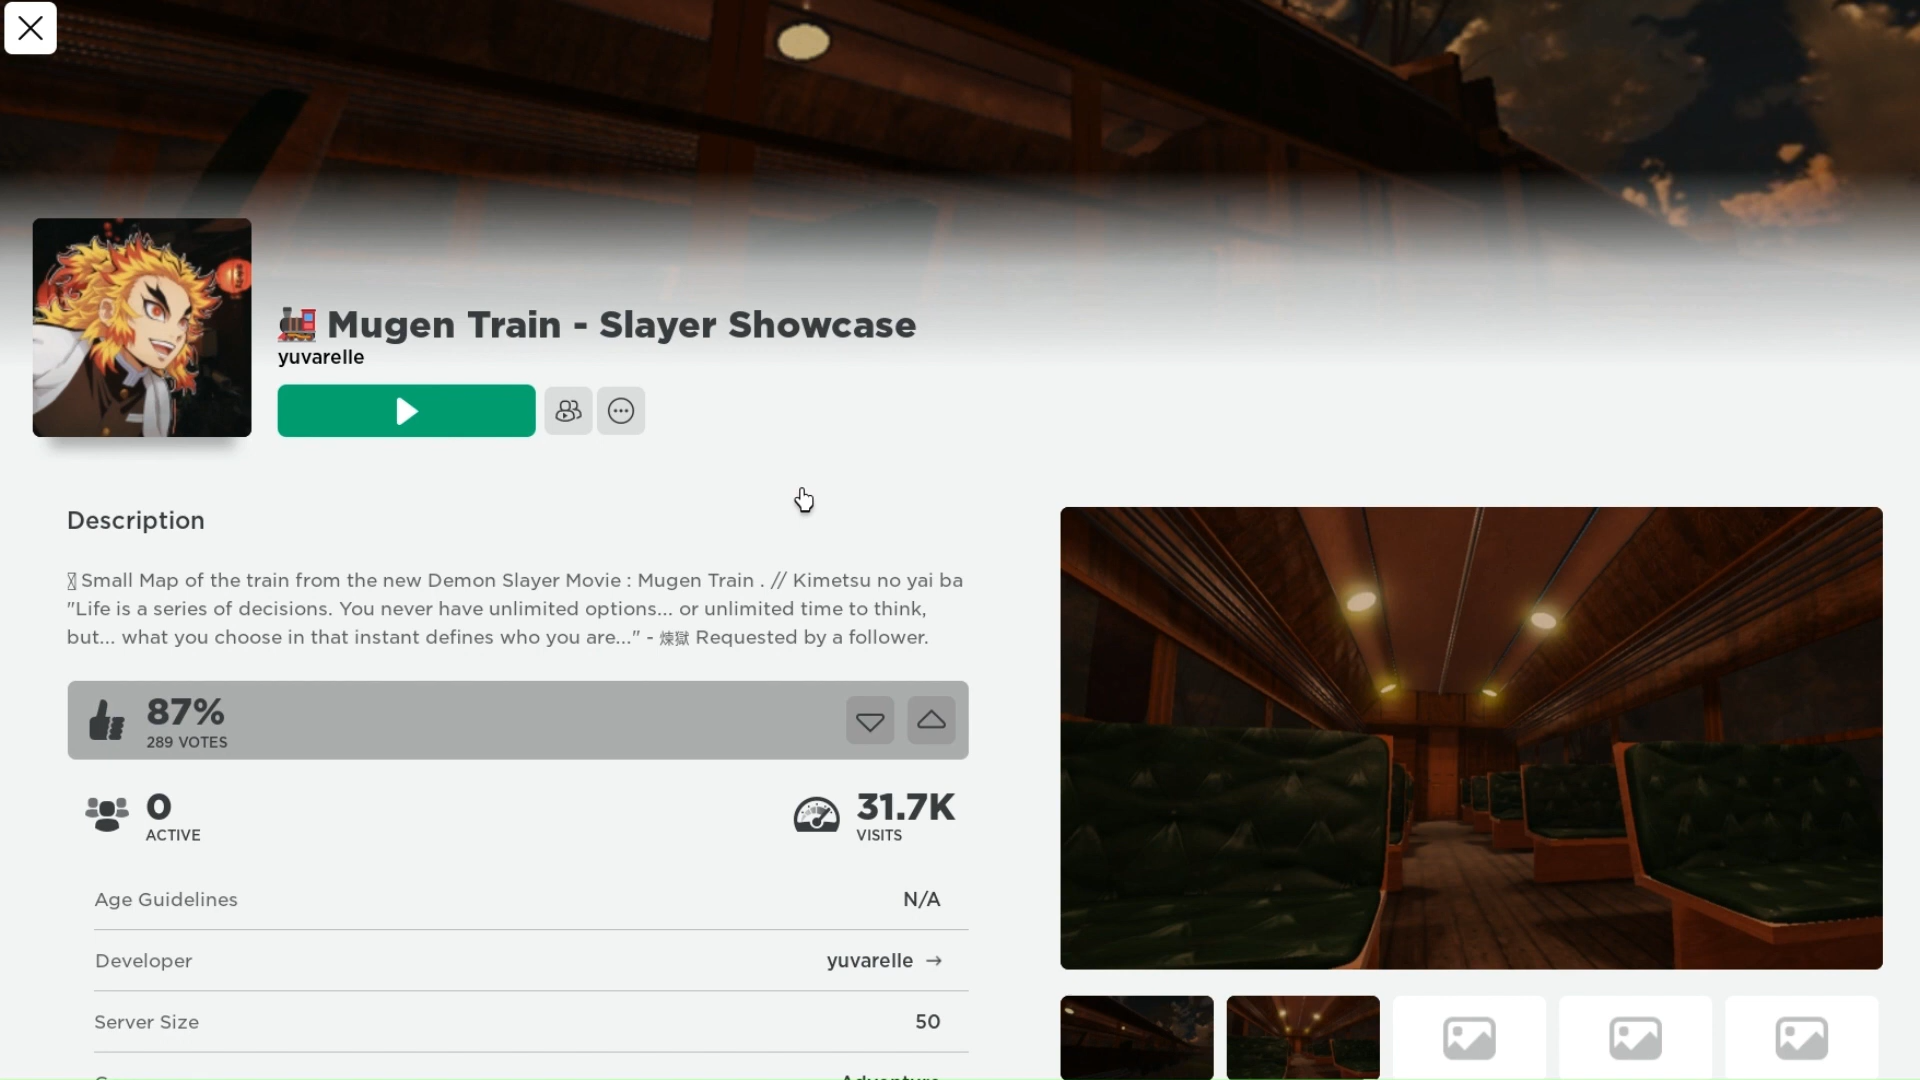 Mugen Train - Slayer Showcase
yuvarelle
Description
Small Map of the train from the new Demon Slayer Movie : Mugen Train . // Kimetsu no yai ba
"Life is a series of decisions. You never have unlimited options... or unlimited time to think,
but... what you choose in that instant defines who you are..." - 煉獄 Requested by a follower.
87%
289 VOTES
0
ACTIVE
31.7K
VISITS
Age Guidelines N/A
Developer yuvarelle →
Server Size 50
Adventure